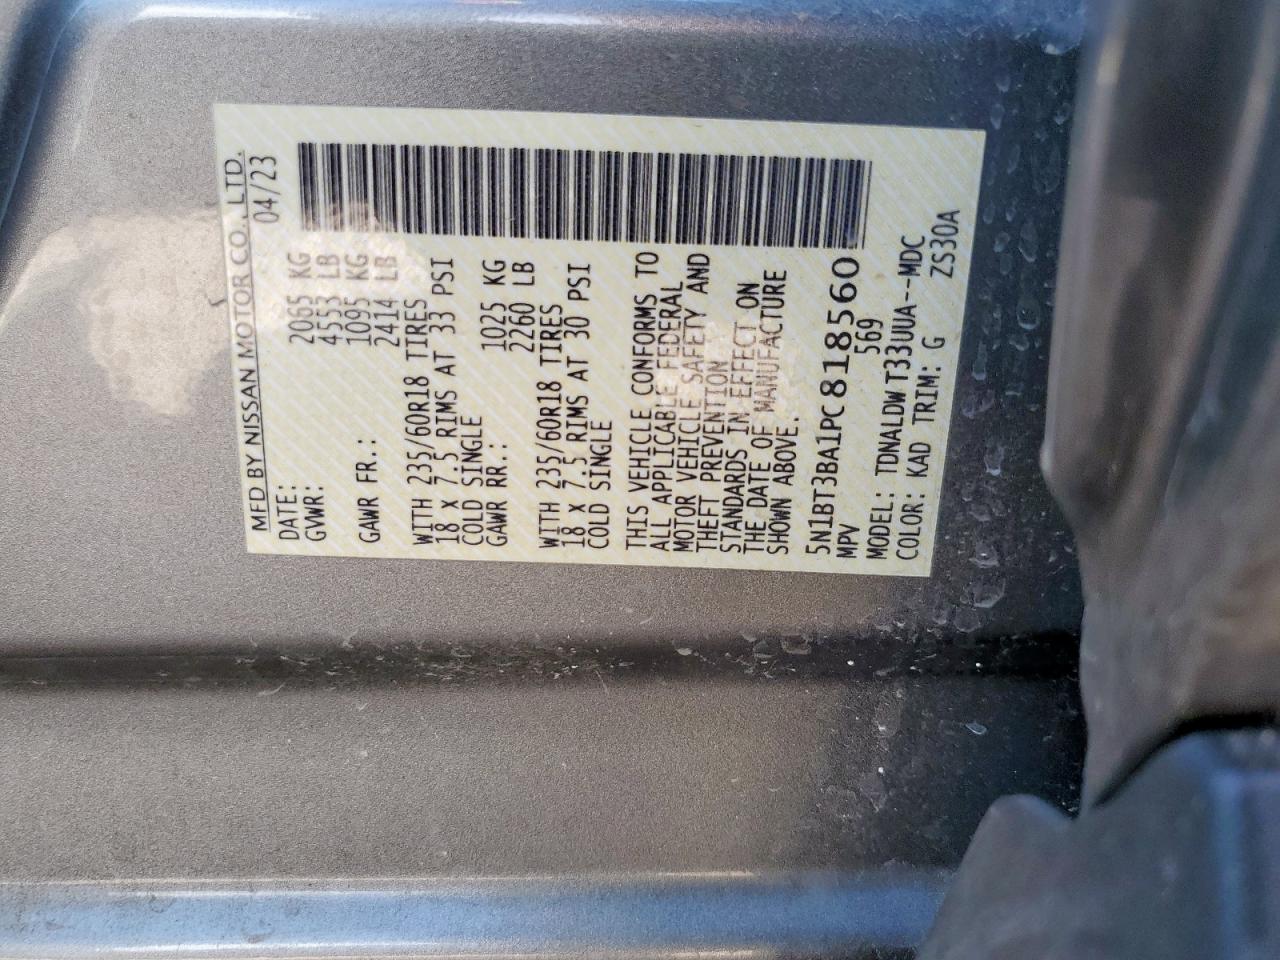 MFD BY NISSAN MOTOR CO., LTD.
DATE: 04/23
GVWR: 2065 KG
4553 LB
GAWR FR.: 1095 KG
2414 LB
WITH 235/60R18 TIRES
18 X 7.5 RIMS AT 33 PSI
COLD SINGLE
GAWR RR.: 1025 KG
2260 LB
WITH 235/60R18 TIRES
18 X 7.5 RIMS AT 30 PSI
COLD SINGLE
THIS VEHICLE CONFORMS TO
ALL APPLICABLE FEDERAL
MOTOR VEHICLE SAFETY AND
THEFT PREVENTION
STANDARDS IN EFFECT ON
THE DATE OF MANUFACTURE
SHOWN ABOVE.
5N1BT3BA1PC818560
MPV 569
MODEL: TDNALDW T33UUA--MDC
COLOR: KAD TRIM: G ZS30A